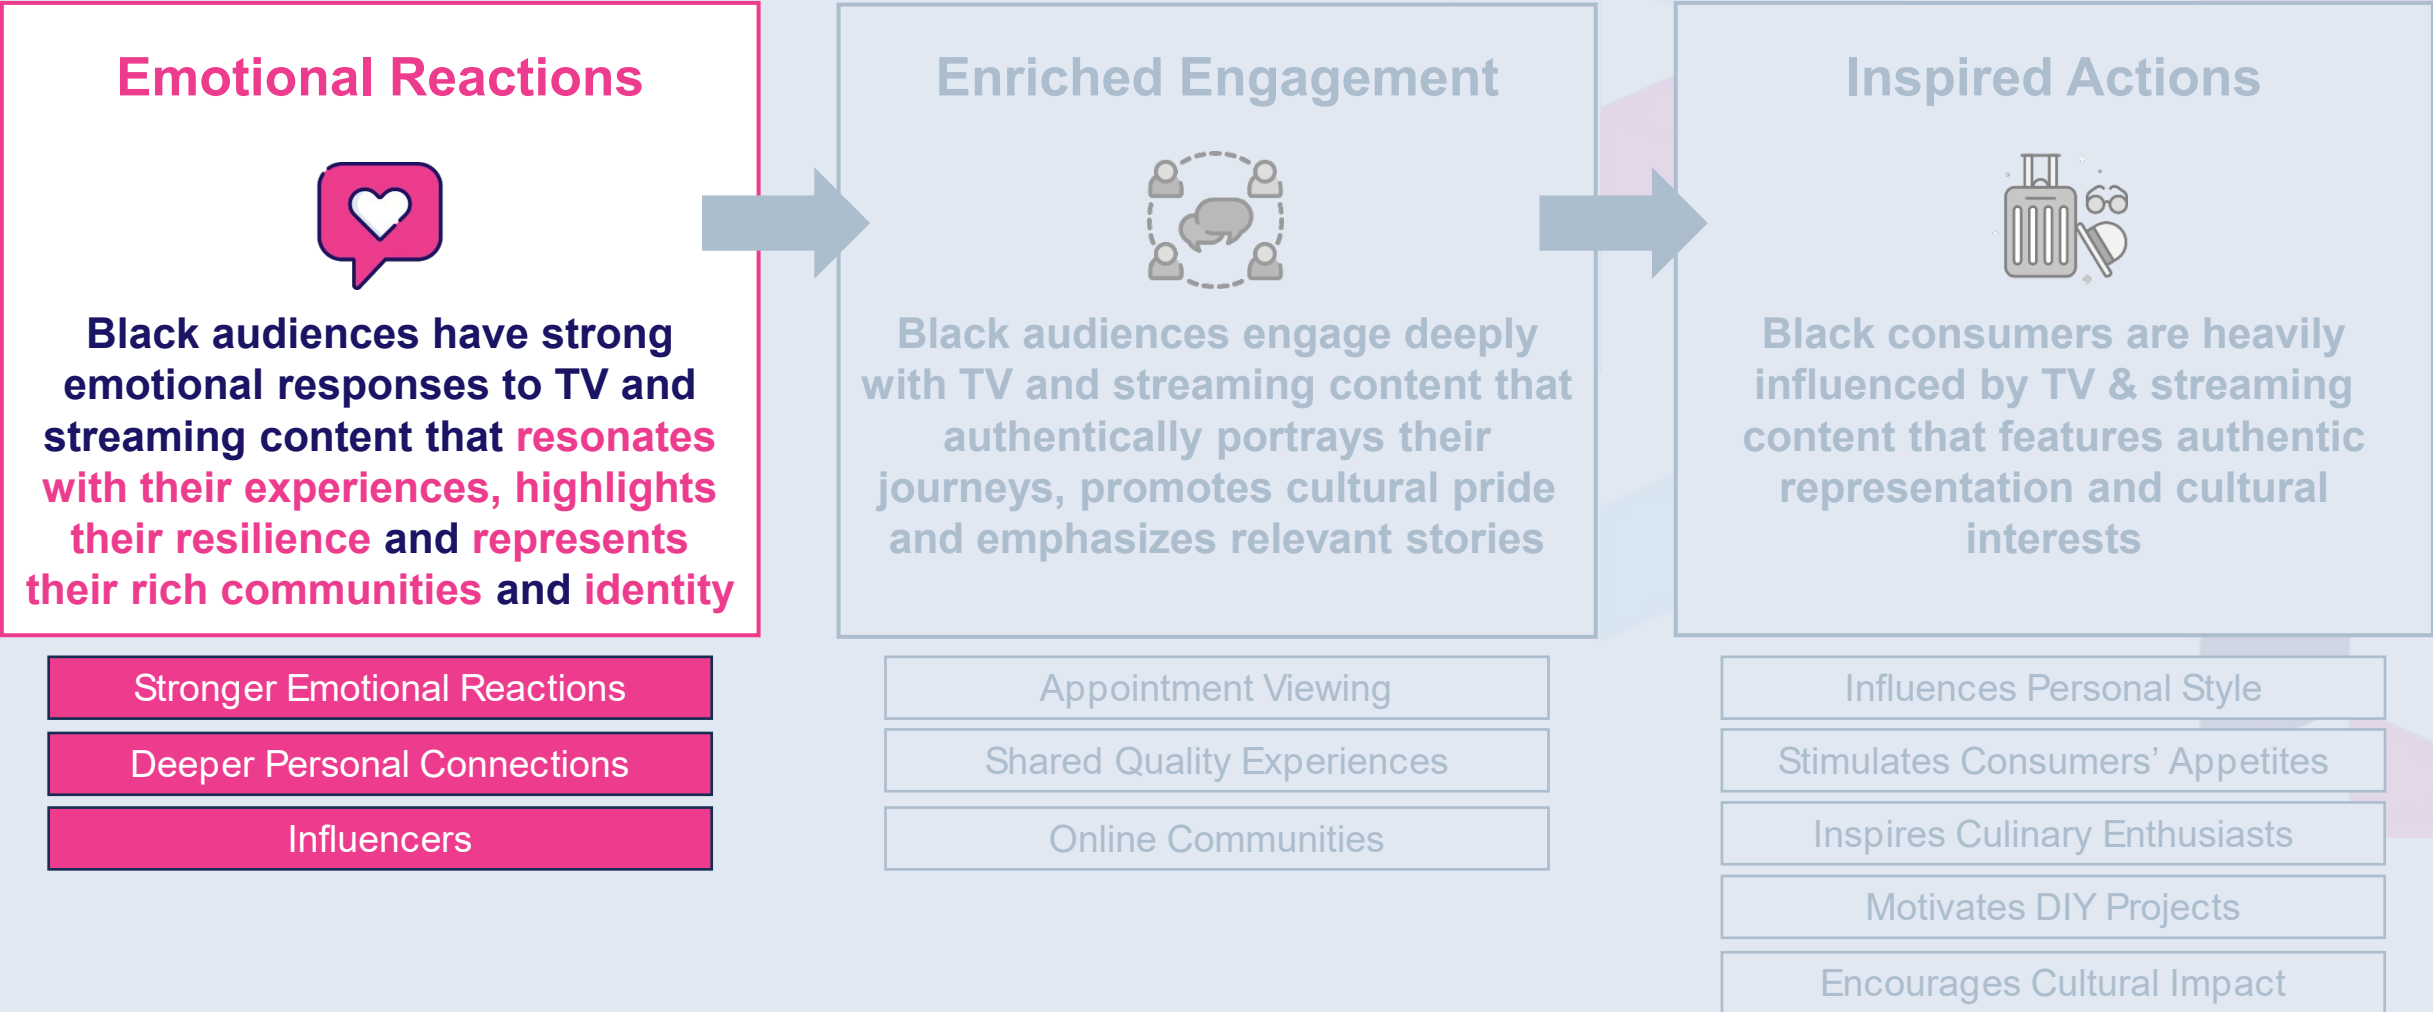 Emotional Reactions
Black audiences have strong
emotional responses to TV and
streaming content that resonates
with their experiences, highlights
their resilience and represents
their rich communities and identity
Stronger Emotional Reactions
Deeper Personal Connections
Influencers
Enriched Engagement
Black audiences engage deeply
with TV and streaming content that
authentically portrays their
journeys, promotes cultural pride
and emphasizes relevant stories
Appointment Viewing
Shared Quality Experiences
Online Communities
Inspired Actions
Black consumers are heavily
influenced by TV & streaming
content that features authentic
representation and cultural
interests
Influences Personal Style
Stimulates Consumers’ Appetites
Inspires Culinary Enthusiasts
Motivates DIY Projects
Encourages Cultural Impact